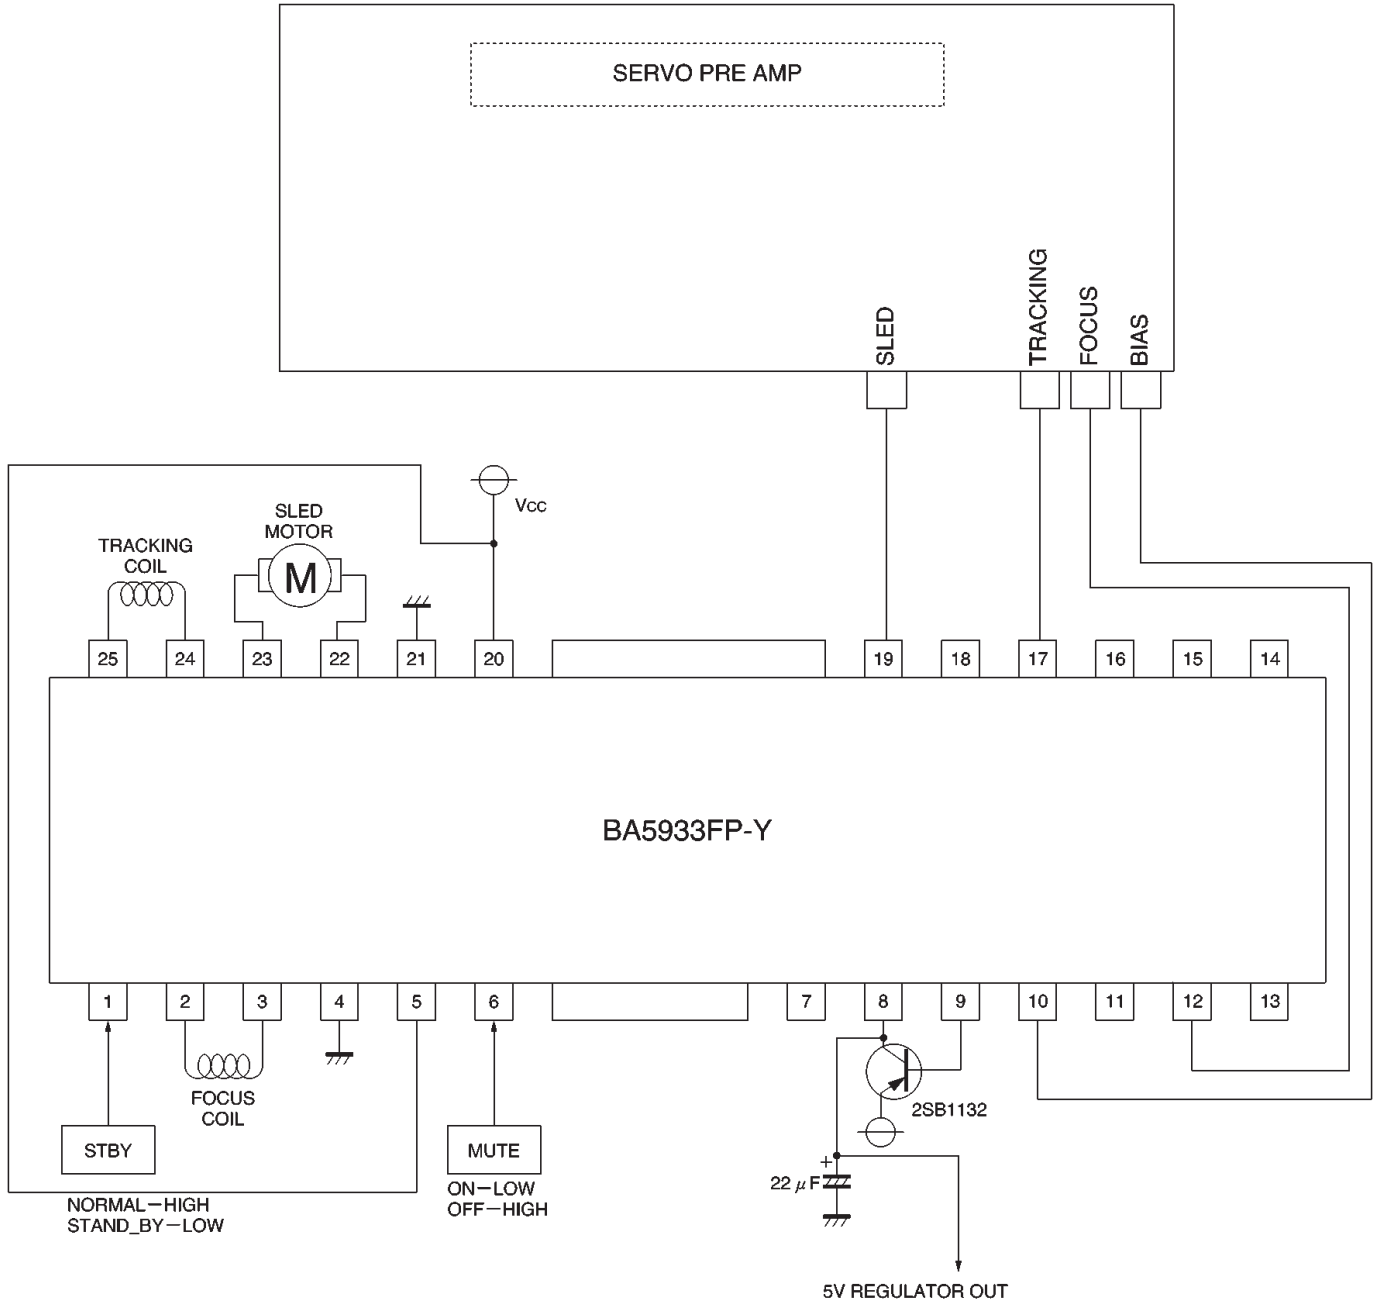 SERVO PRE AMP
SLED
TRACKING
FOCUS
BIAS
Vcc
SLED
MOTOR
TRACKING
COIL
M
25
24
23
22
21
20
19
18
17
16
15
14
BA5933FP-Y
1
2
3
4
5
6
7
8
9
10
11
12
13
FOCUS
COIL
2SB1132
STBY
MUTE
+
22 μF
NORMAL–HIGH
STAND_BY–LOW
ON–LOW
OFF–HIGH
5V REGULATOR OUT